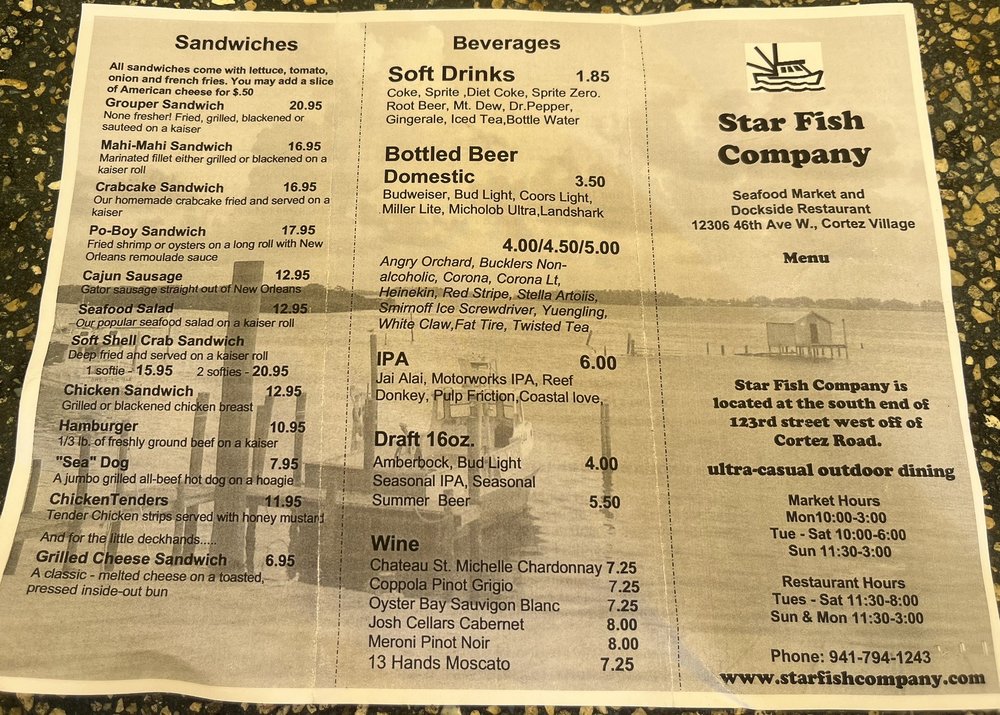 Sandwiches
All sandwiches come with lettuce, tomato,
onion and french fries. You may add a slice
of American cheese for $.50
Grouper Sandwich 20.95
None fresher! Fried, grilled, blackened or
sauteed on a kaiser
Mahi-Mahi Sandwich 16.95
Marinated fillet either grilled or blackened on a
kaiser roll
Crabcake Sandwich 16.95
Our homemade crabcake fried and served on a
kaiser
Po-Boy Sandwich 17.95
Fried shrimp or oysters on a long roll with New
Orleans remoulade sauce
Cajun Sausage 12.95
Gator sausage straight out of New Orleans
Seafood Salad 12.95
Our popular seafood salad on a kaiser roll
Soft Shell Crab Sandwich
Deep fried and served on a kaiser roll
1 softie - 15.95 2 softies - 20.95
Chicken Sandwich 12.95
Grilled or blackened chicken breast
Hamburger 10.95
1/3 lb. of freshly ground beef on a kaiser
"Sea" Dog 7.95
A jumbo grilled all-beef hot dog on a hoagie
ChickenTenders 11.95
Tender Chicken strips served with honey mustard
And for the little deckhands.....
Grilled Cheese Sandwich 6.95
A classic - melted cheese on a toasted,
pressed inside-out bun
Beverages
Soft Drinks 1.85
Coke, Sprite ,Diet Coke, Sprite Zero.
Root Beer, Mt. Dew, Dr.Pepper,
Gingerale, Iced Tea,Bottle Water
Bottled Beer
Domestic 3.50
Budweiser, Bud Light, Coors Light,
Miller Lite, Micholob Ultra,Landshark
4.00/4.50/5.00
Angry Orchard, Bucklers Non-
alcoholic, Corona, Corona Lt,
Heinekin, Red Stripe, Stella Artoiis,
Smirnoff Ice Screwdriver, Yuengling,
White Claw,Fat Tire, Twisted Tea
IPA 6.00
Jai Alai, Motorworks IPA, Reef
Donkey, Pulp Friction,Coastal love,
Draft 16oz.
Amberbock, Bud Light 4.00
Seasonal IPA, Seasonal
Summer Beer 5.50
Wine
Chateau St. Michelle Chardonnay 7.25
Coppola Pinot Grigio 7.25
Oyster Bay Sauvigon Blanc 7.25
Josh Cellars Cabernet 8.00
Meroni Pinot Noir 8.00
13 Hands Moscato 7.25
Star Fish
Company
Seafood Market and
Dockside Restaurant
12306 46th Ave W., Cortez Village
Menu
Star Fish Company is
located at the south end of
123rd street west off of
Cortez Road.
ultra-casual outdoor dining
Market Hours
Mon10:00-3:00
Tue - Sat 10:00-6:00
Sun 11:30-3:00
Restaurant Hours
Tues - Sat 11:30-8:00
Sun & Mon 11:30-3:00
Phone: 941-794-1243
www.starfishcompany.com